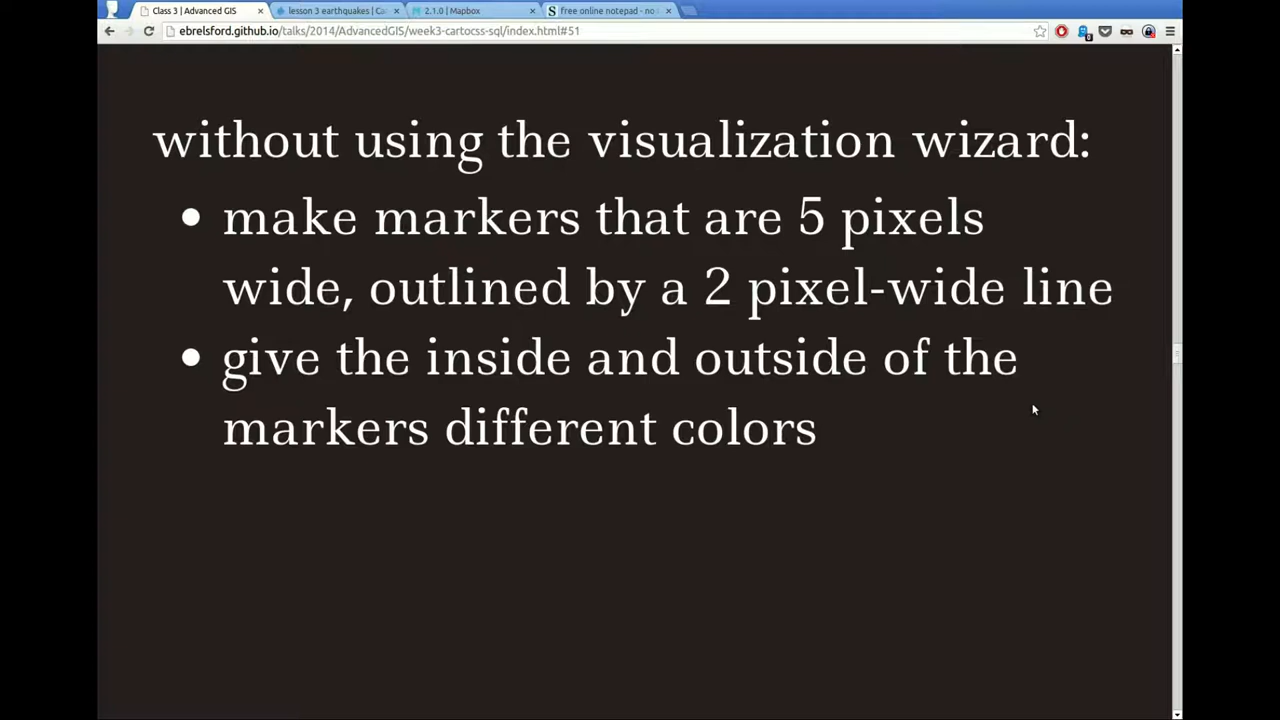 Class 3 | Advanced GIS
lesson 3 earthquakes | Ca
2.1.0 | Mapbox
free online notepad - no
ebrelsford.github.io/talks/2014/AdvancedGIS/week3-cartocss-sql/index.html#51
without using the visualization wizard:
• make markers that are 5 pixels
wide, outlined by a 2 pixel-wide line
• give the inside and outside of the
markers different colors